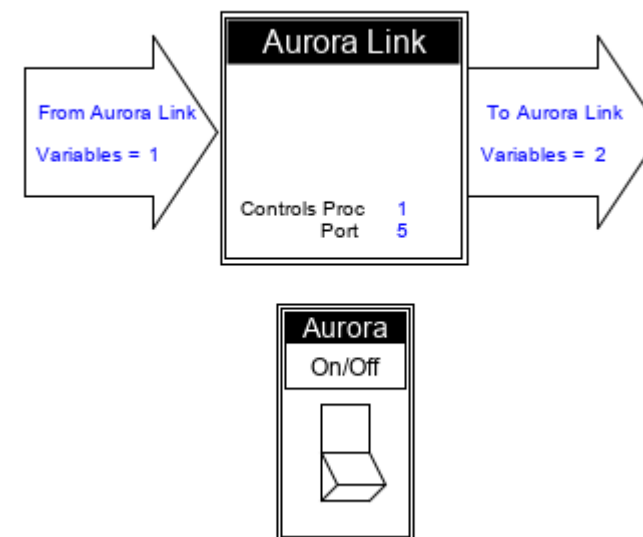 Aurora Link
From Aurora Link
Variables = 1
To Aurora Link
Variables = 2
Controls Proc 1
Port 5
Aurora
On/Off